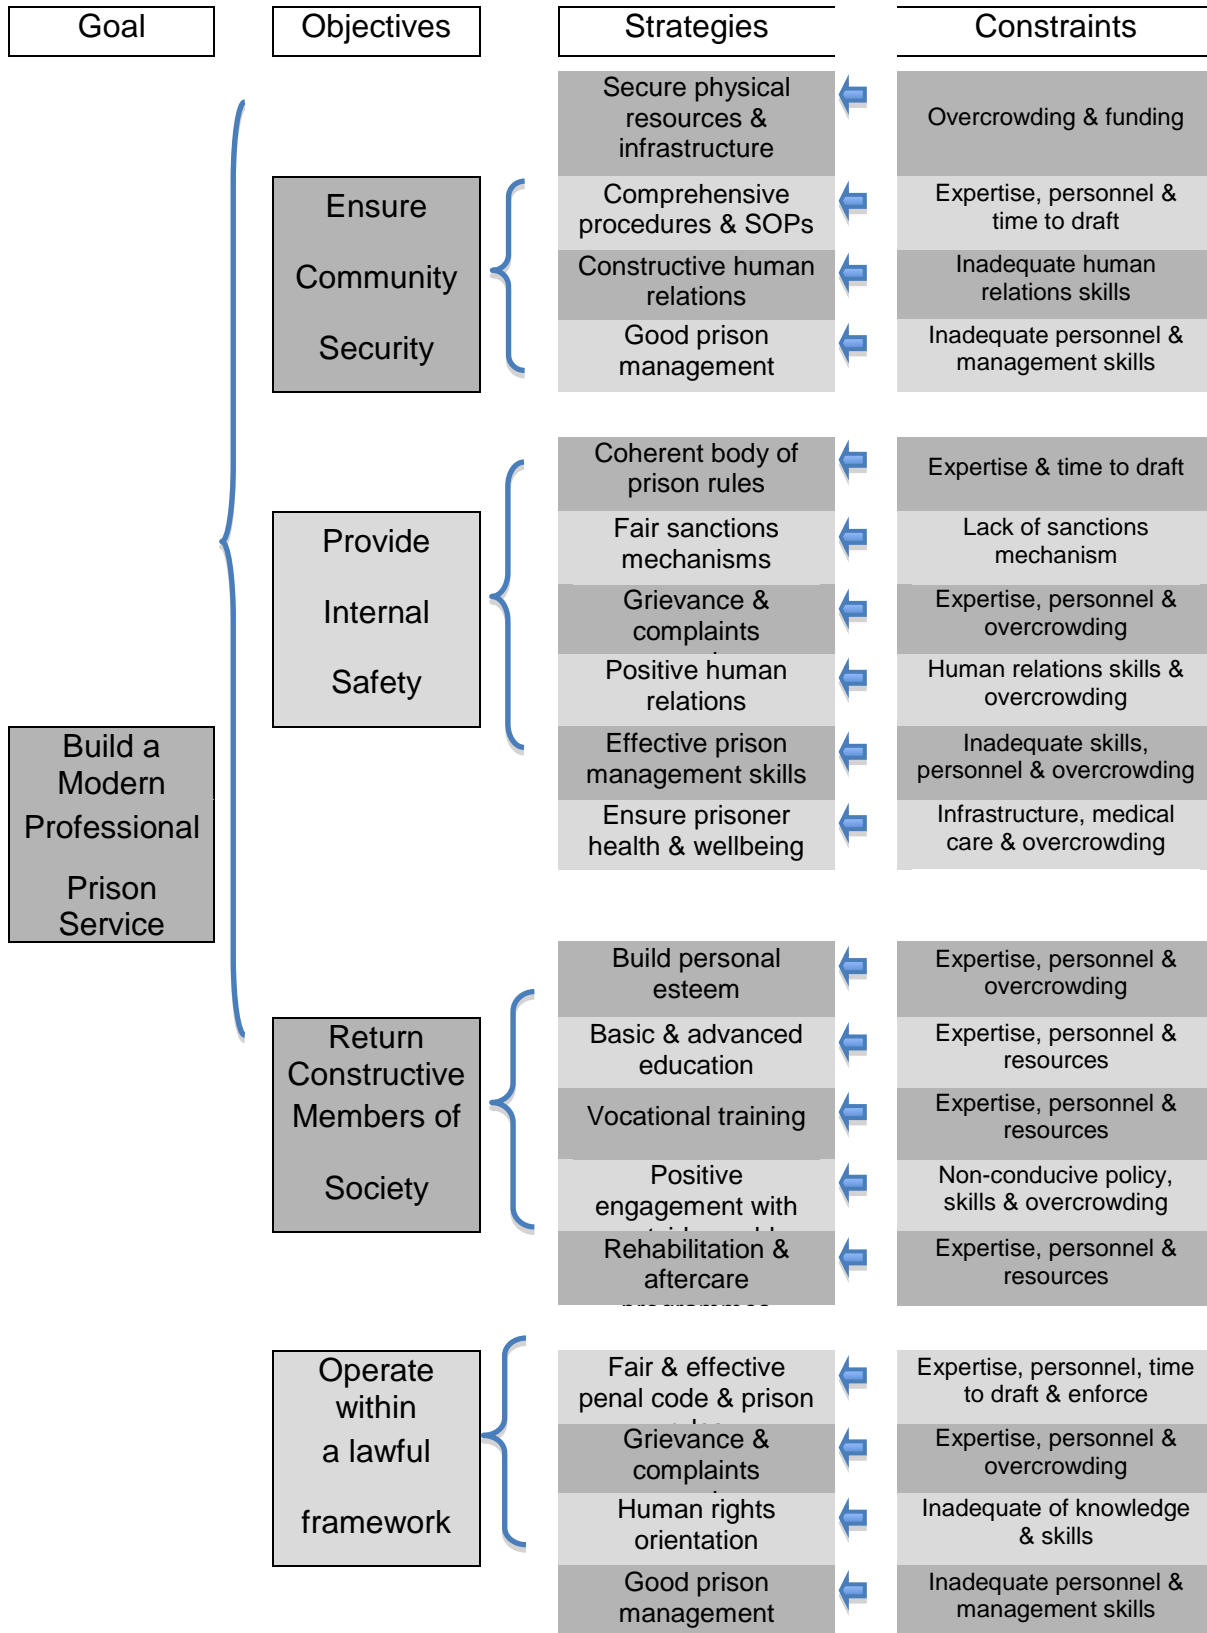 Goal
Objectives
Strategies
Constraints
Build a
Modern
Professional
Prison
Service
Ensure
Community
Security
Secure physical
resources &
infrastructure
Overcrowding & funding
Comprehensive
procedures & SOPs
Expertise, personnel &
time to draft
Constructive human
relations
Inadequate human
relations skills
Good prison
management
Inadequate personnel &
management skills
Provide
Internal
Safety
Coherent body of
prison rules
Expertise & time to draft
Fair sanctions
mechanisms
Lack of sanctions
mechanism
Grievance &
complaints
Expertise, personnel &
overcrowding
Positive human
relations
Human relations skills &
overcrowding
Effective prison
management skills
Inadequate skills,
personnel & overcrowding
Ensure prisoner
health & wellbeing
Infrastructure, medical
care & overcrowding
Return
Constructive
Members of
Society
Build personal
esteem
Expertise, personnel &
overcrowding
Basic & advanced
education
Expertise, personnel &
resources
Vocational training
Expertise, personnel &
resources
Positive
engagement with
Non-conducive policy,
skills & overcrowding
Rehabilitation &
aftercare
programmes
Expertise, personnel &
resources
Operate
within
a lawful
framework
Fair & effective
penal code & prison
Expertise, personnel, time
to draft & enforce
Grievance &
complaints
Expertise, personnel &
overcrowding
Human rights
orientation
Inadequate of knowledge
& skills
Good prison
management
Inadequate personnel &
management skills